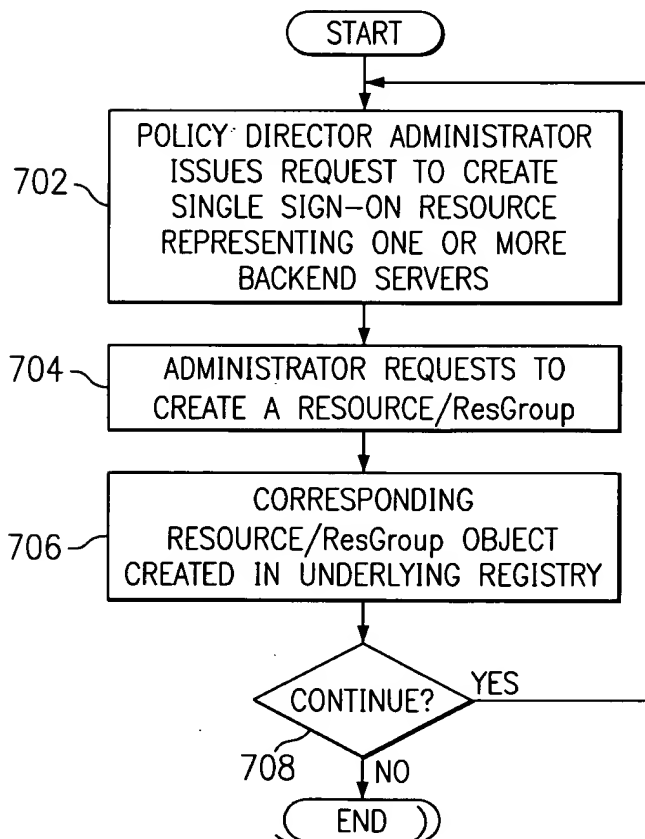 START
702
POLICY DIRECTOR ADMINISTRATOR
ISSUES REQUEST TO CREATE
SINGLE SIGN-ON RESOURCE
REPRESENTING ONE OR MORE
BACKEND SERVERS
704
ADMINISTRATOR REQUESTS TO
CREATE A RESOURCE/ResGroup
706
CORRESPONDING
RESOURCE/ResGroup OBJECT
CREATED IN UNDERLYING REGISTRY
CONTINUE?
YES
708
NO
END